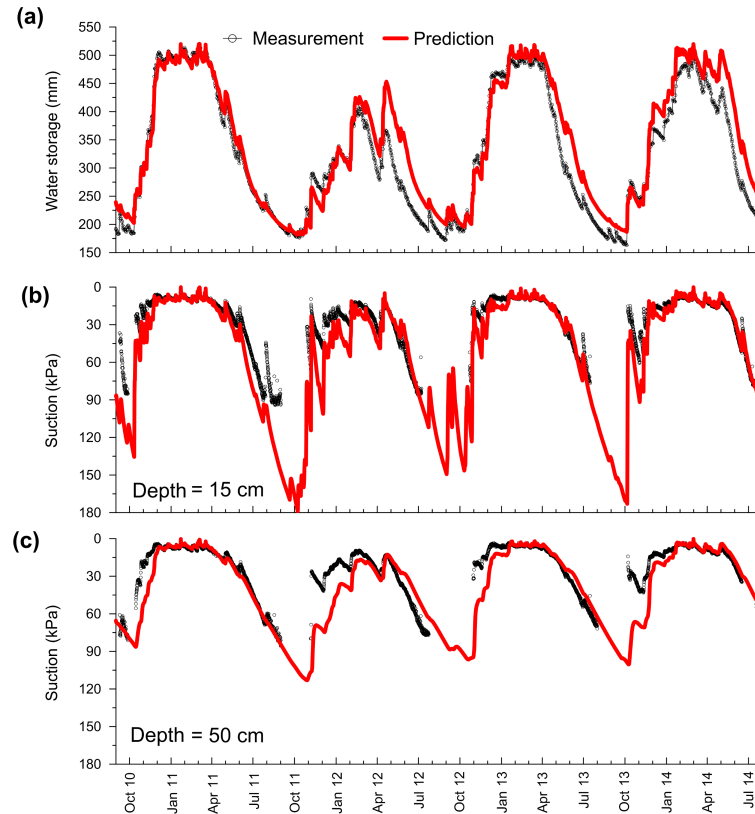 (a)
Measurement Prediction
Water storage (mm)
550
500
450
400
350
300
250
200
150
(b)
Suction (kPa)
0
30
60
90
120
150
180
Depth = 15 cm
(c)
Suction (kPa)
0
30
60
90
120
150
180
Depth = 50 cm
Oct 10
Jan 11
Apr 11
Jul 11
Oct 11
Jan 12
Apr 12
Jul 12
Oct 12
Jan 13
Apr 13
Jul 13
Oct 13
Jan 14
Apr 14
Jul 14